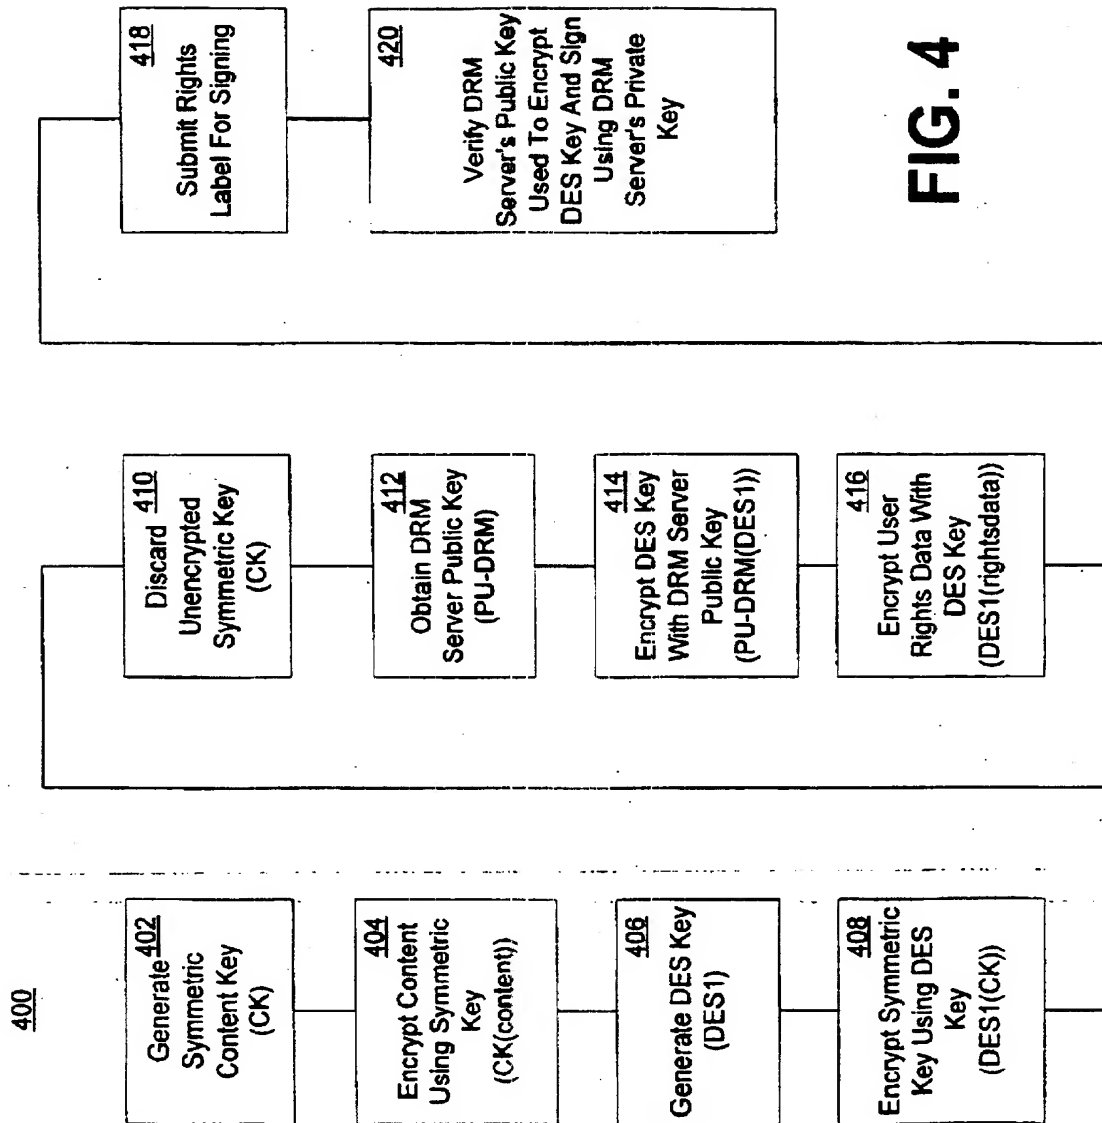 400
402
Generate
Symmetric
Content Key
(CK)
404
Encrypt Content
Using Symmetric
Key
(CK(content))
406
Generate DES Key
(DES1)
408
Encrypt Symmetric
Key Using DES
Key
(DES1(CK))
410
Discard
Unencrypted
Symmetric Key
(CK)
412
Obtain DRM
Server Public Key
(PU-DRM)
414
Encrypt DES Key
With DRM Server
Public Key
(PU-DRM(DES1))
416
Encrypt User
Rights Data With
DES Key
(DES1(rightsdata))
418
Submit Rights
Label For Signing
420
Verify DRM
Server's Public Key
Used To Encrypt
DES Key And Sign
Using DRM
Server's Private
Key
FIG. 4